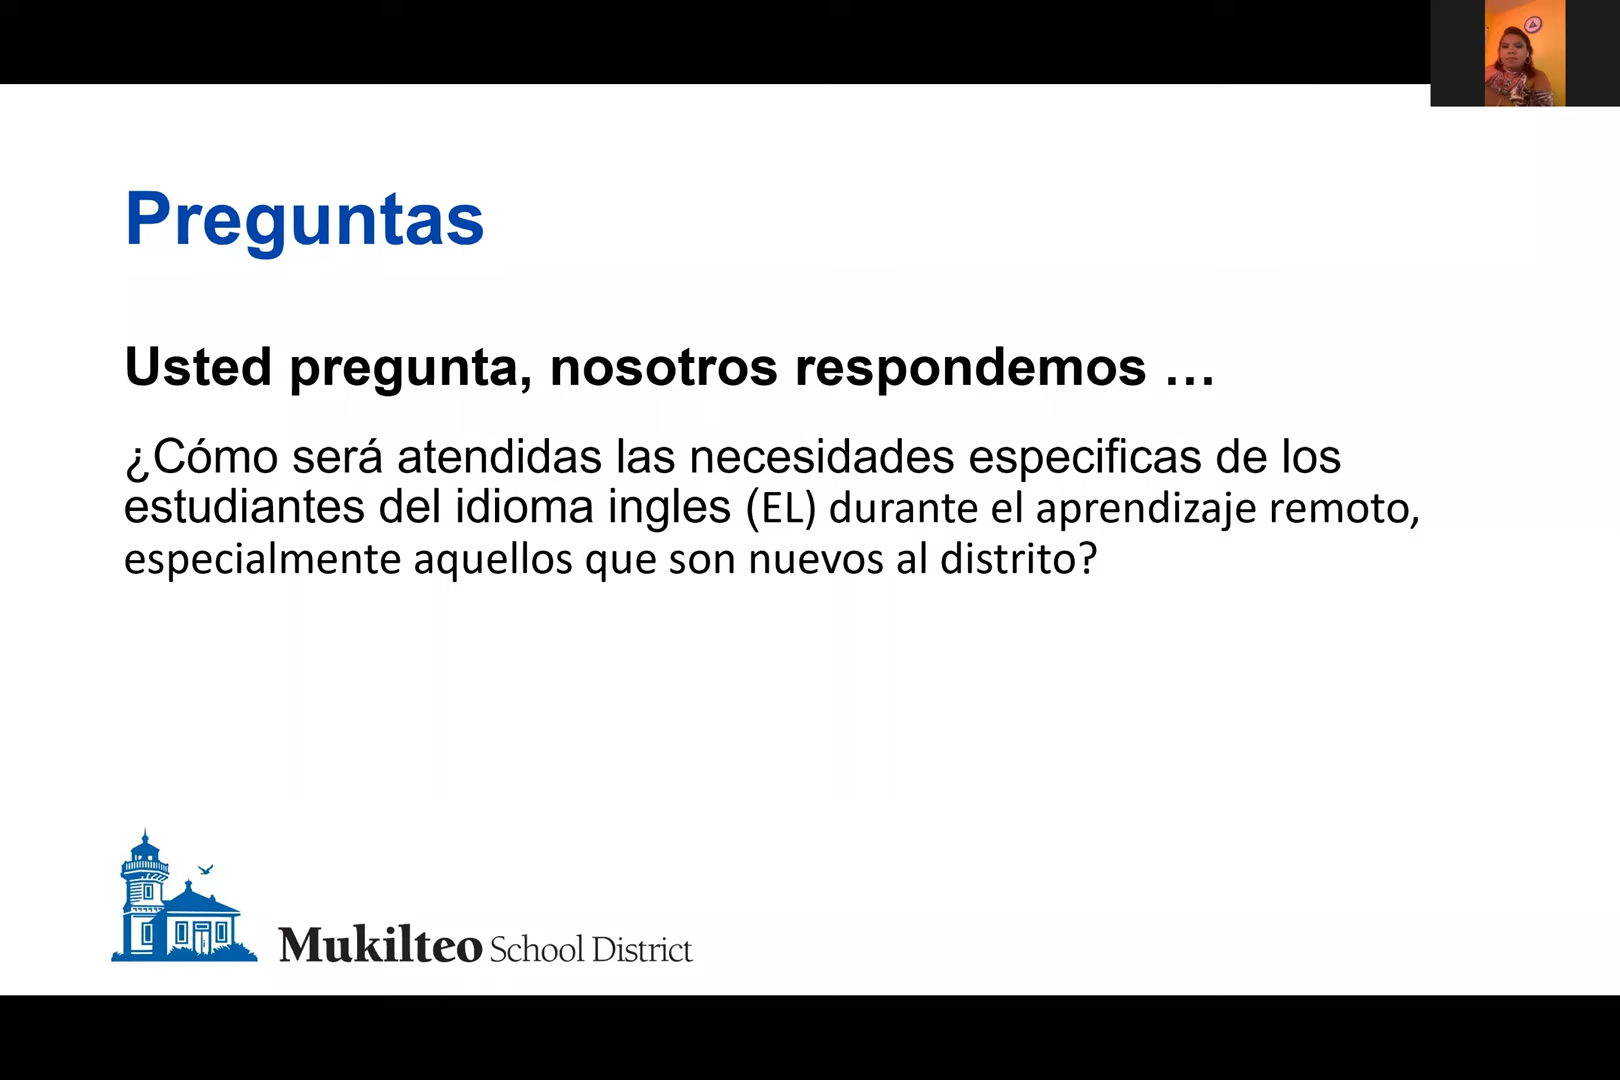 Preguntas
Usted pregunta, nosotros respondemos …
¿Cómo será atendidas las necesidades especificas de los
estudiantes del idioma ingles (EL) durante el aprendizaje remoto,
especialmente aquellos que son nuevos al distrito?
Mukilteo School District